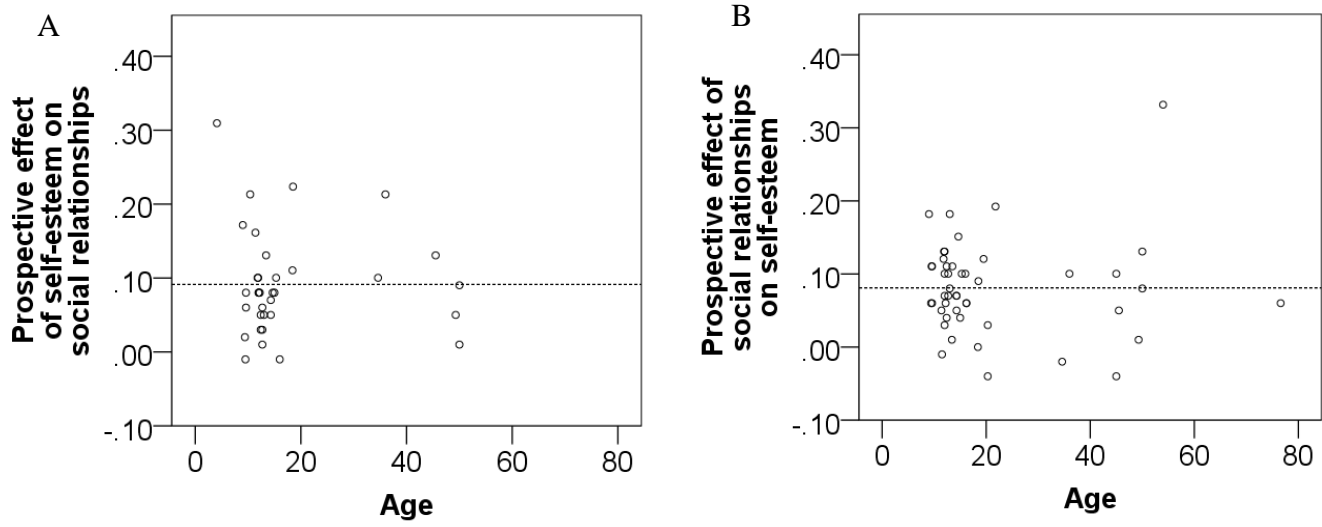 A
Prospective effect
of self-esteem on
social relationships
.40
.30
.20
.10
.00
-.10
0
20
40
60
80
Age
B
Prospective effect of
social relationships
on self-esteem
.40
.30
.20
.10
.00
-.10
0
20
40
60
80
Age